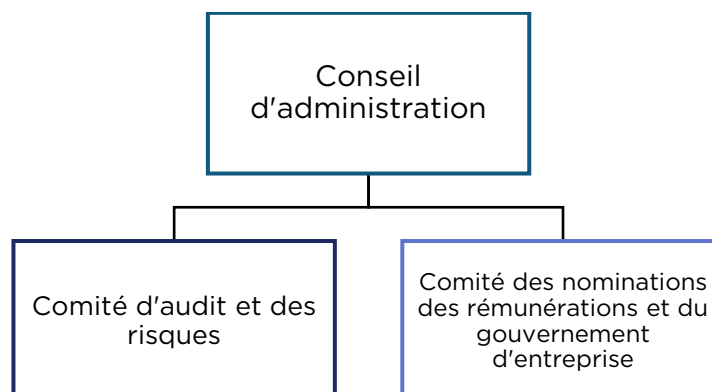 Conseil
d'administration
Comité d'audit et des
risques
Comité des nominations
des rémunérations et du
gouvernement
d'entreprise